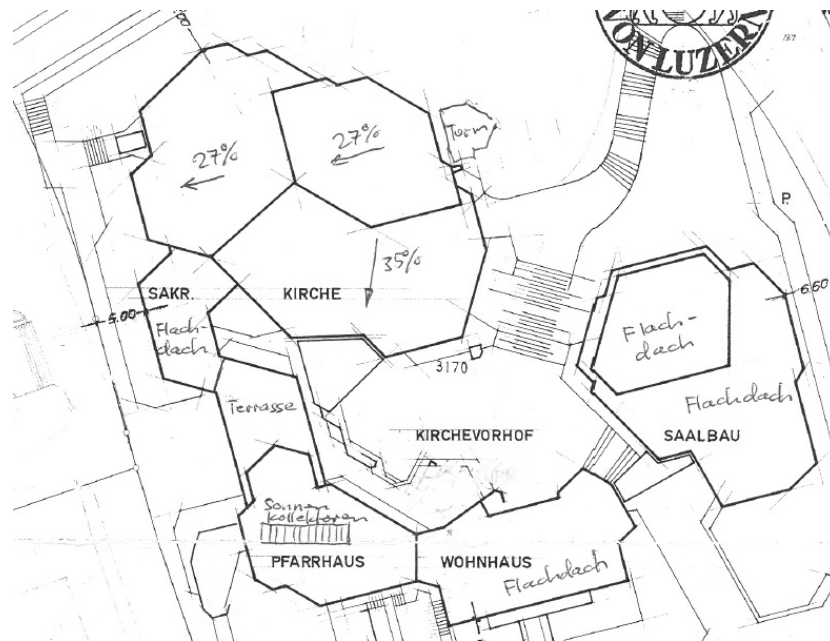 VON LUZERN
27%
27%
Turm
P.
35%
SAKR.
KIRCHE
5.00
6.50
Flach-
dach
Flach-
dach
3170
Terrasse
Flachdach
KIRCHEVORHOF
SAALBAU
Sonnen
kollektoren
PFARRHAUS
WOHNHAUS
Flachdach